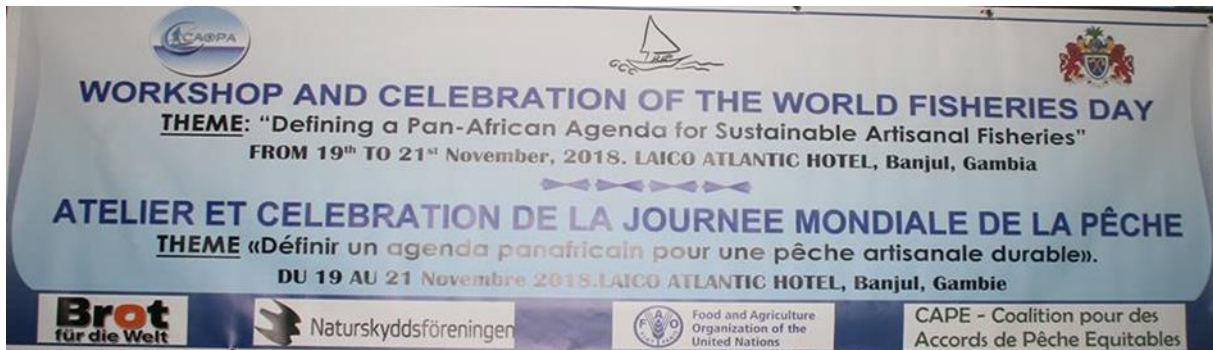 CAOPA
WORKSHOP AND CELEBRATION OF THE WORLD FISHERIES DAY
THEME: “Defining a Pan-African Agenda for Sustainable Artisanal Fisheries”
FROM 19th TO 21st November, 2018. LAICO ATLANTIC HOTEL, Banjul, Gambia
ATELIER ET CELEBRATION DE LA JOURNEE MONDIALE DE LA PÊCHE
THEME «Définir un agenda panafricain pour une pêche artisanale durable».
DU 19 AU 21 Novembre 2018.LAICO ATLANTIC HOTEL, Banjul, Gambie
Brot
für die Welt
Naturskyddsföreningen
FAO
Food and Agriculture
Organization of the
United Nations
CAPE - Coalition pour des
Accords de Pêche Equitables